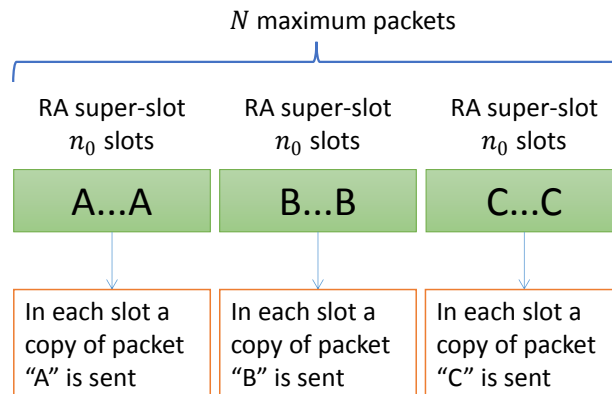 N maximum packets
RA super-slot
n₀ slots
RA super-slot
n₀ slots
RA super-slot
n₀ slots
A...A
B...B
C...C
In each slot a
copy of packet
“A” is sent
In each slot a
copy of packet
“B” is sent
In each slot a
copy of packet
“C” is sent